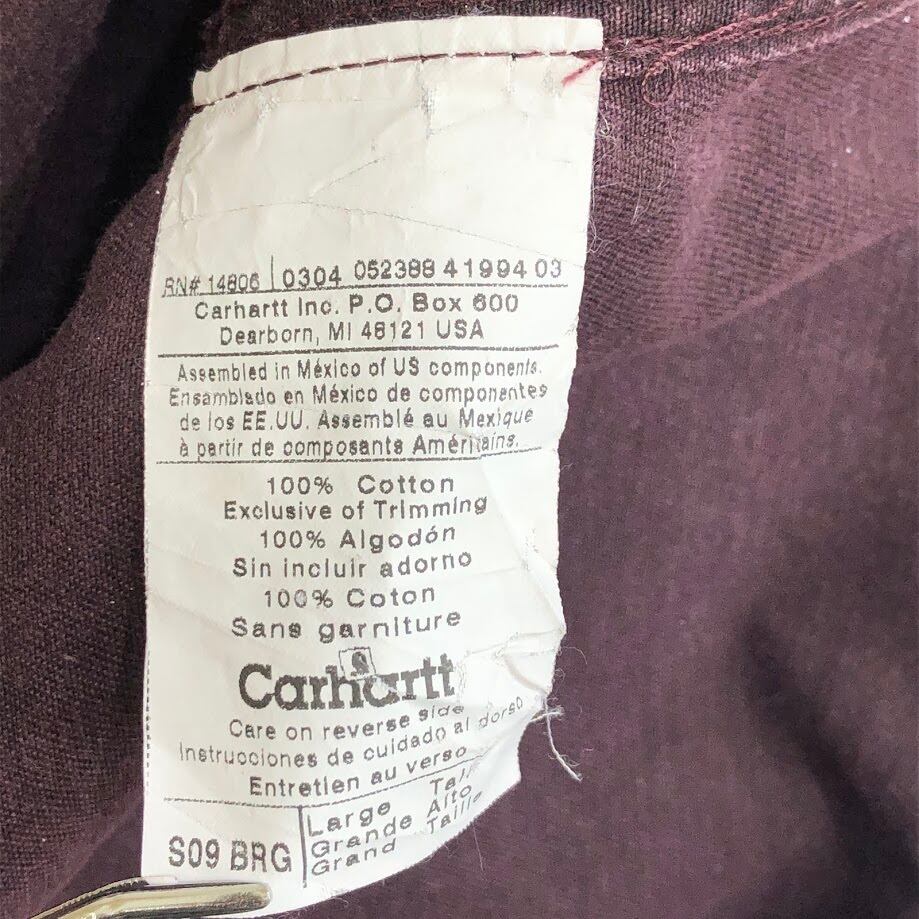 RN# 14806 0304 052388 41994 03
Carhartt Inc. P.O. Box 600
Dearborn, MI 48121 USA
Assembled in México of US components.
Ensamblado en México de componentes
de los EE.UU. Assemblé au Mexique
à partir de composants Américains.
100% Cotton
Exclusive of Trimming
100% Algodón
Sin incluir adorno
100% Coton
Sans garniture
Carhartt
Care on reverse side
Instrucciones de cuidado al dorso
Entretien au verso
S09 BRG
Large Tall
Grande Alto
Grand Taille